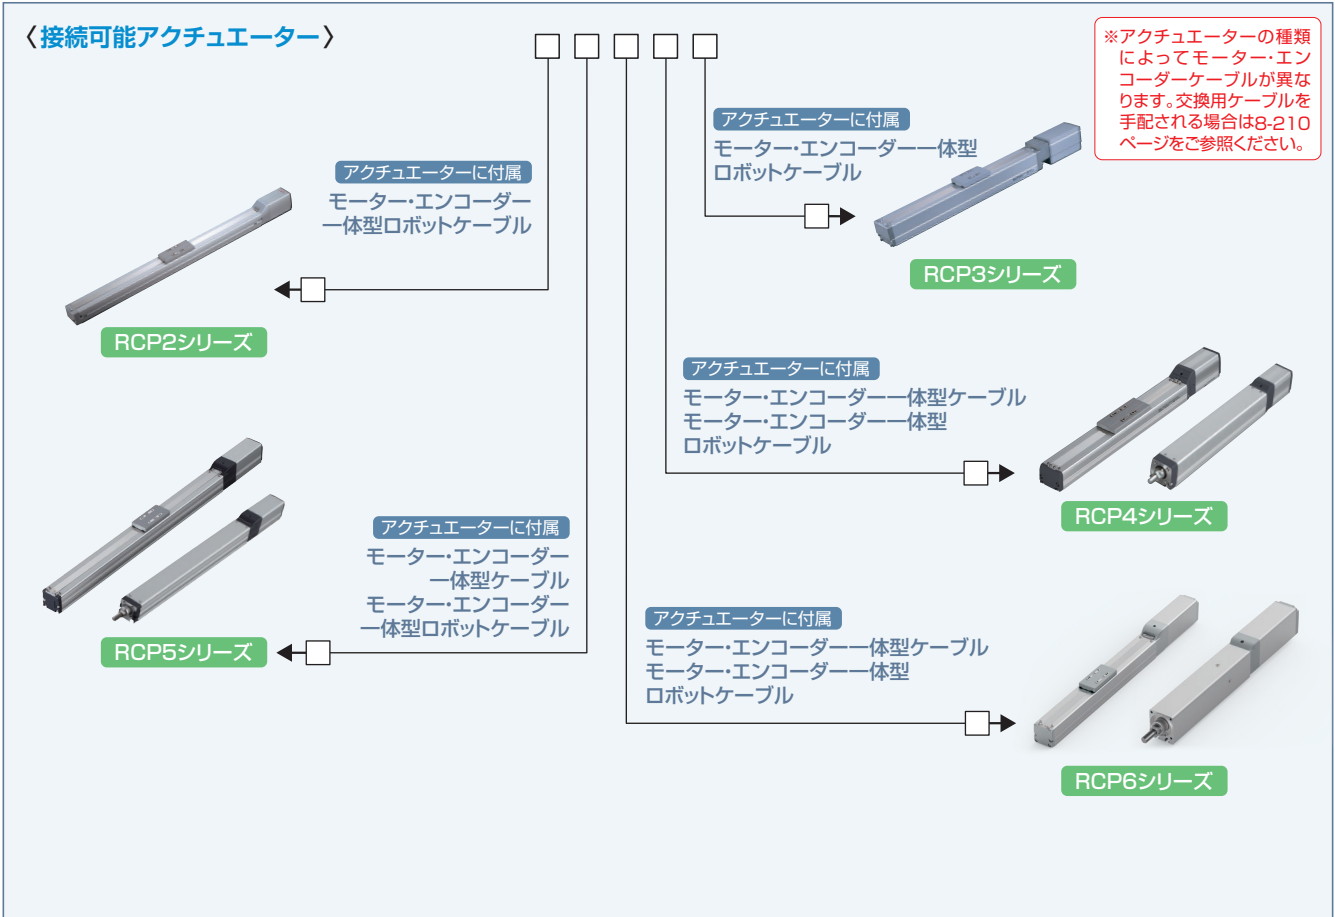 〈接続可能アクチュエーター〉
※アクチュエーターの種類
によってモーター・エン
コーダーケーブルが異な
ります。交換用ケーブルを
手配される場合は8-210
ページをご参照ください。
アクチュエーターに付属
モーター・エンコーダー
一体型ロボットケーブル
RCP2シリーズ
アクチュエーターに付属
モーター・エンコーダー一体型
ロボットケーブル
RCP3シリーズ
アクチュエーターに付属
モーター・エンコーダー一体型ケーブル
モーター・エンコーダー一体型
ロボットケーブル
RCP4シリーズ
アクチュエーターに付属
モーター・エンコーダー
一体型ケーブル
モーター・エンコーダー
一体型ロボットケーブル
RCP5シリーズ
アクチュエーターに付属
モーター・エンコーダー一体型ケーブル
モーター・エンコーダー一体型
ロボットケーブル
RCP6シリーズ